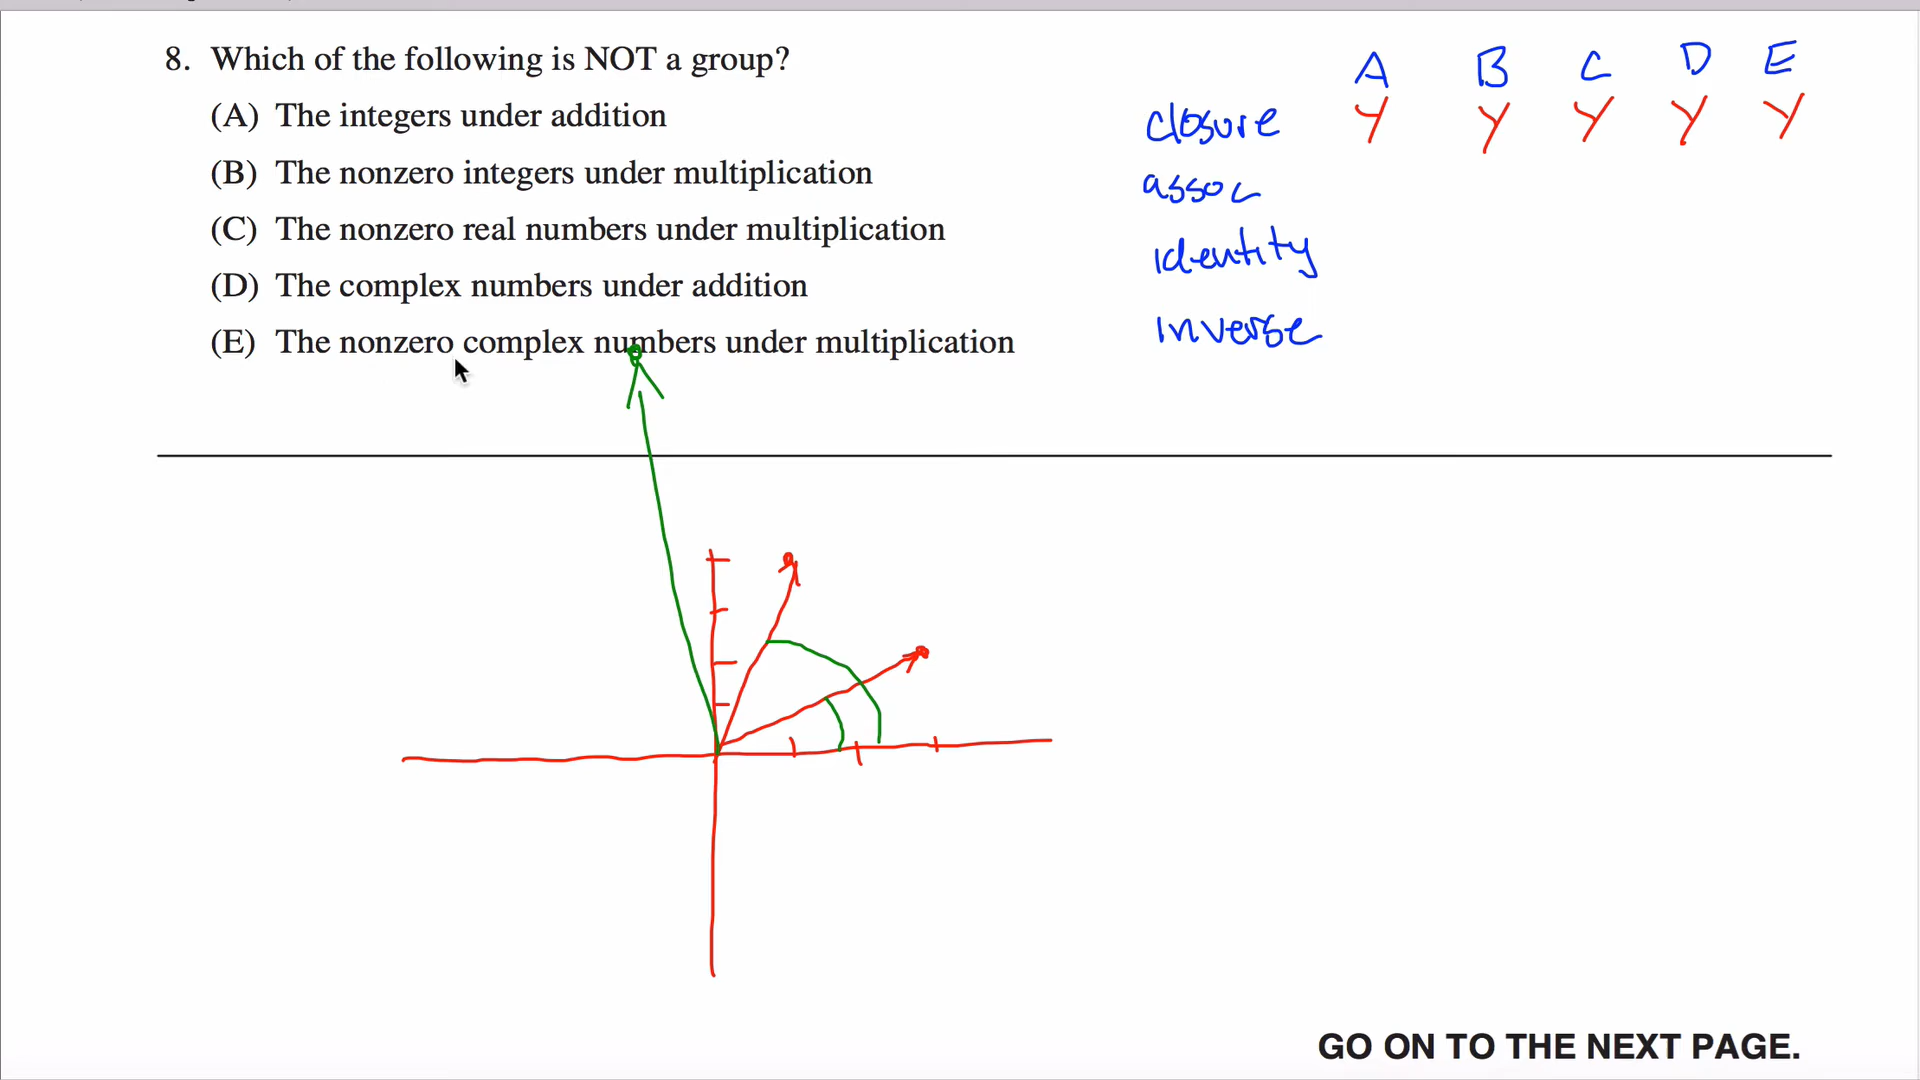 8. Which of the following is NOT a group?
(A) The integers under addition
(B) The nonzero integers under multiplication
(C) The nonzero real numbers under multiplication
(D) The complex numbers under addition
(E) The nonzero complex numbers under multiplication
A B C D E
closure Y Y Y Y Y
assoc
identity
inverse
GO ON TO THE NEXT PAGE.